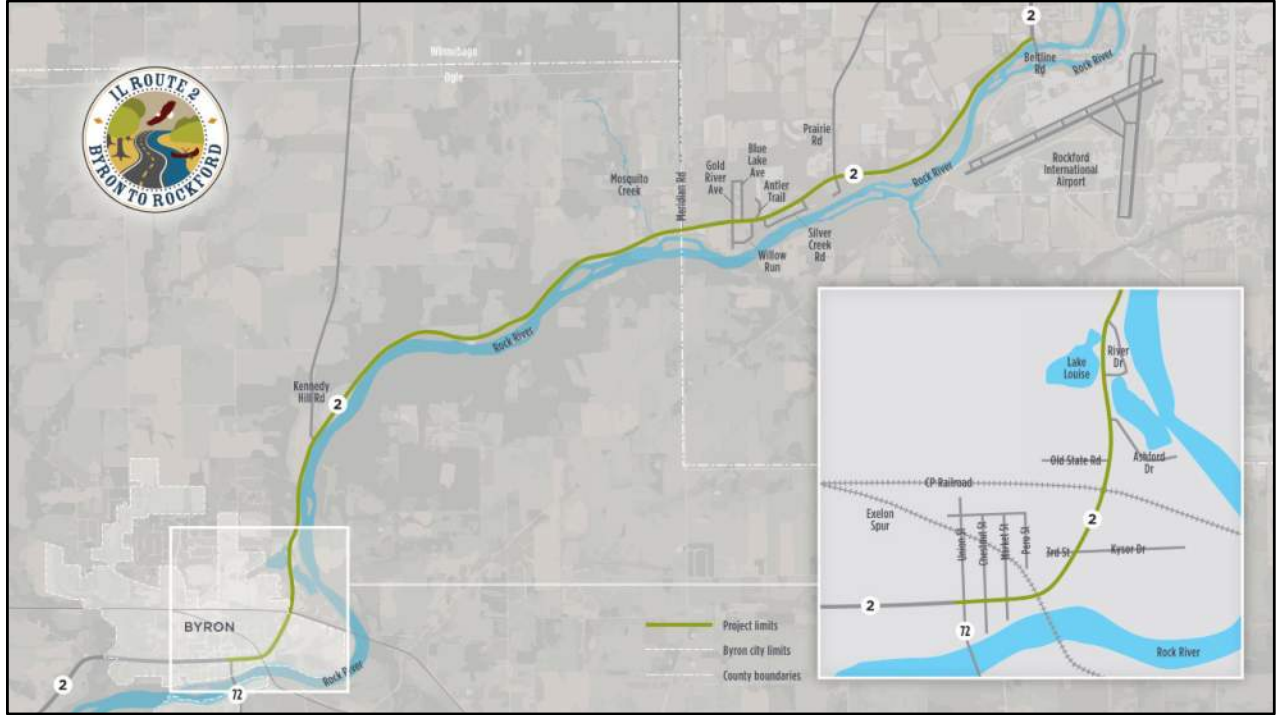 IL ROUTE 2
BYRON TO ROCKFORD
Winnebago
Ogle
2
Beltline
Rd
Rock River
Prairie
Rd
Rockford
International
Airport
Blue
Lake
Ave
Gold
River
Ave
Antler
Trail
2
Rock River
Mosquito
Creek
Meridian Rd
Silver
Creek
Rd
Willow
Run
Rock River
Kennedy
Hill Rd
2
BYRON
2
72
Rock River
Project limits
Byron city limits
County boundaries
Lake
Louise
River
Dr
Old State Rd
Ashford
Dr
CP Railroad
Exelon
Spur
2
Union St
Chestnut St
Market St
Peru St
3rd St
Kysor Dr
2
72
Rock River